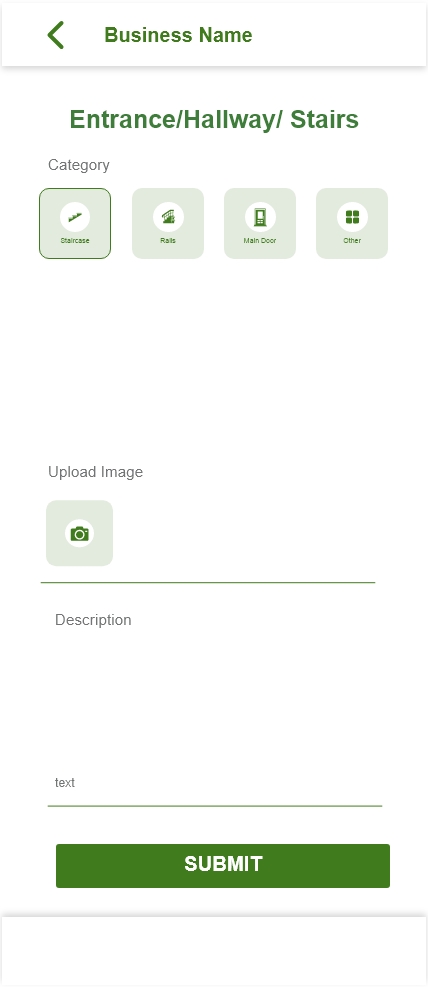 Business Name
Entrance/Hallway/ Stairs
Category
Staircase
Rails
Main Door
Other
Upload Image
Description
text
SUBMIT